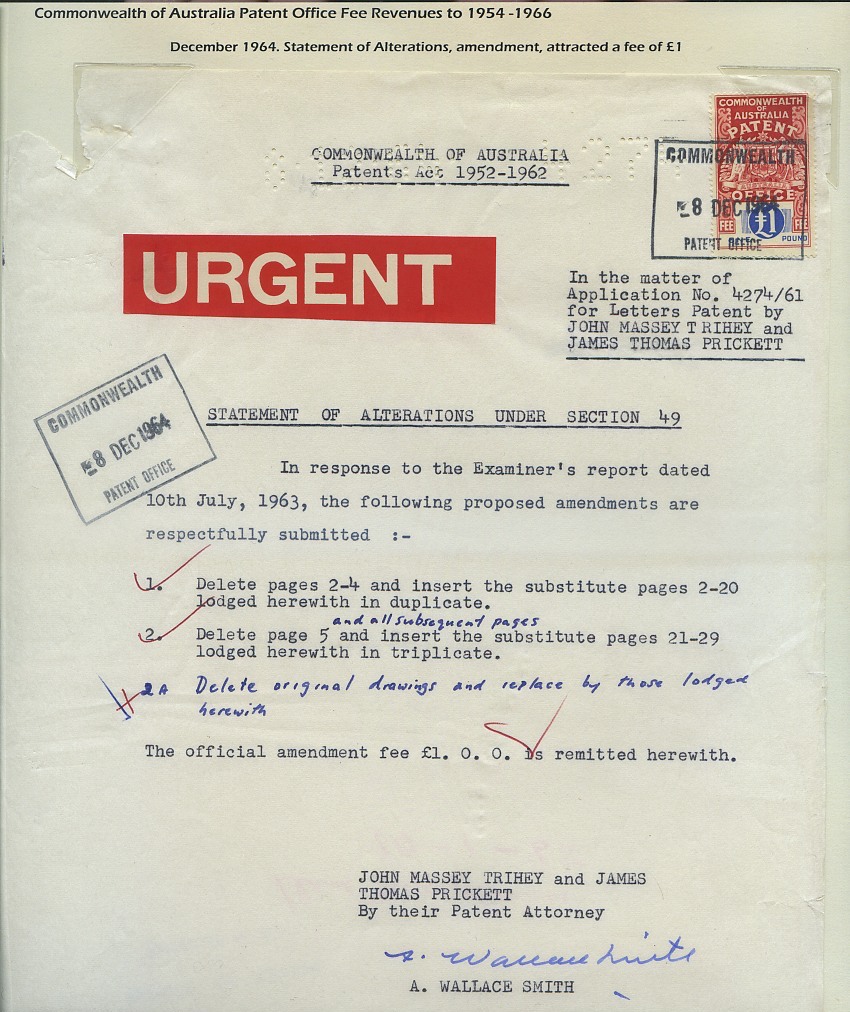 Commonwealth of Australia Patent Office Fee Revenues to 1954 -1966
December 1964. Statement of Alterations, amendment, attracted a fee of £1
COMMONWEALTH
OF
AUSTRALIA
PATENT
AUSTRALIA
OFFICE
FEE £1 FEE
POUND
COMMONWEALTH
8 DEC 1964
PATENT OFFICE
COMMONWEALTH OF AUSTRALIA
Patents Act 1952-1962
URGENT
In the matter of
Application No. 4274/61
for Letters Patent by
JOHN MASSEY TRIHEY and
JAMES THOMAS PRICKETT
COMMONWEALTH
8 DEC 1964
PATENT OFFICE
STATEMENT OF ALTERATIONS UNDER SECTION 49
In response to the Examiner's report dated
10th July, 1963, the following proposed amendments are
respectfully submitted :-
1. Delete pages 2-4 and insert the substitute pages 2-20
lodged herewith in duplicate.
and all subsequent pages
2. Delete page 5 and insert the substitute pages 21-29
lodged herewith in triplicate.
2A Delete original drawings and replace by those lodged
herewith
The official amendment fee £1. 0. 0. is remitted herewith.
JOHN MASSEY TRIHEY and JAMES
THOMAS PRICKETT
By their Patent Attorney
A. Wallace Smith
A. WALLACE SMITH